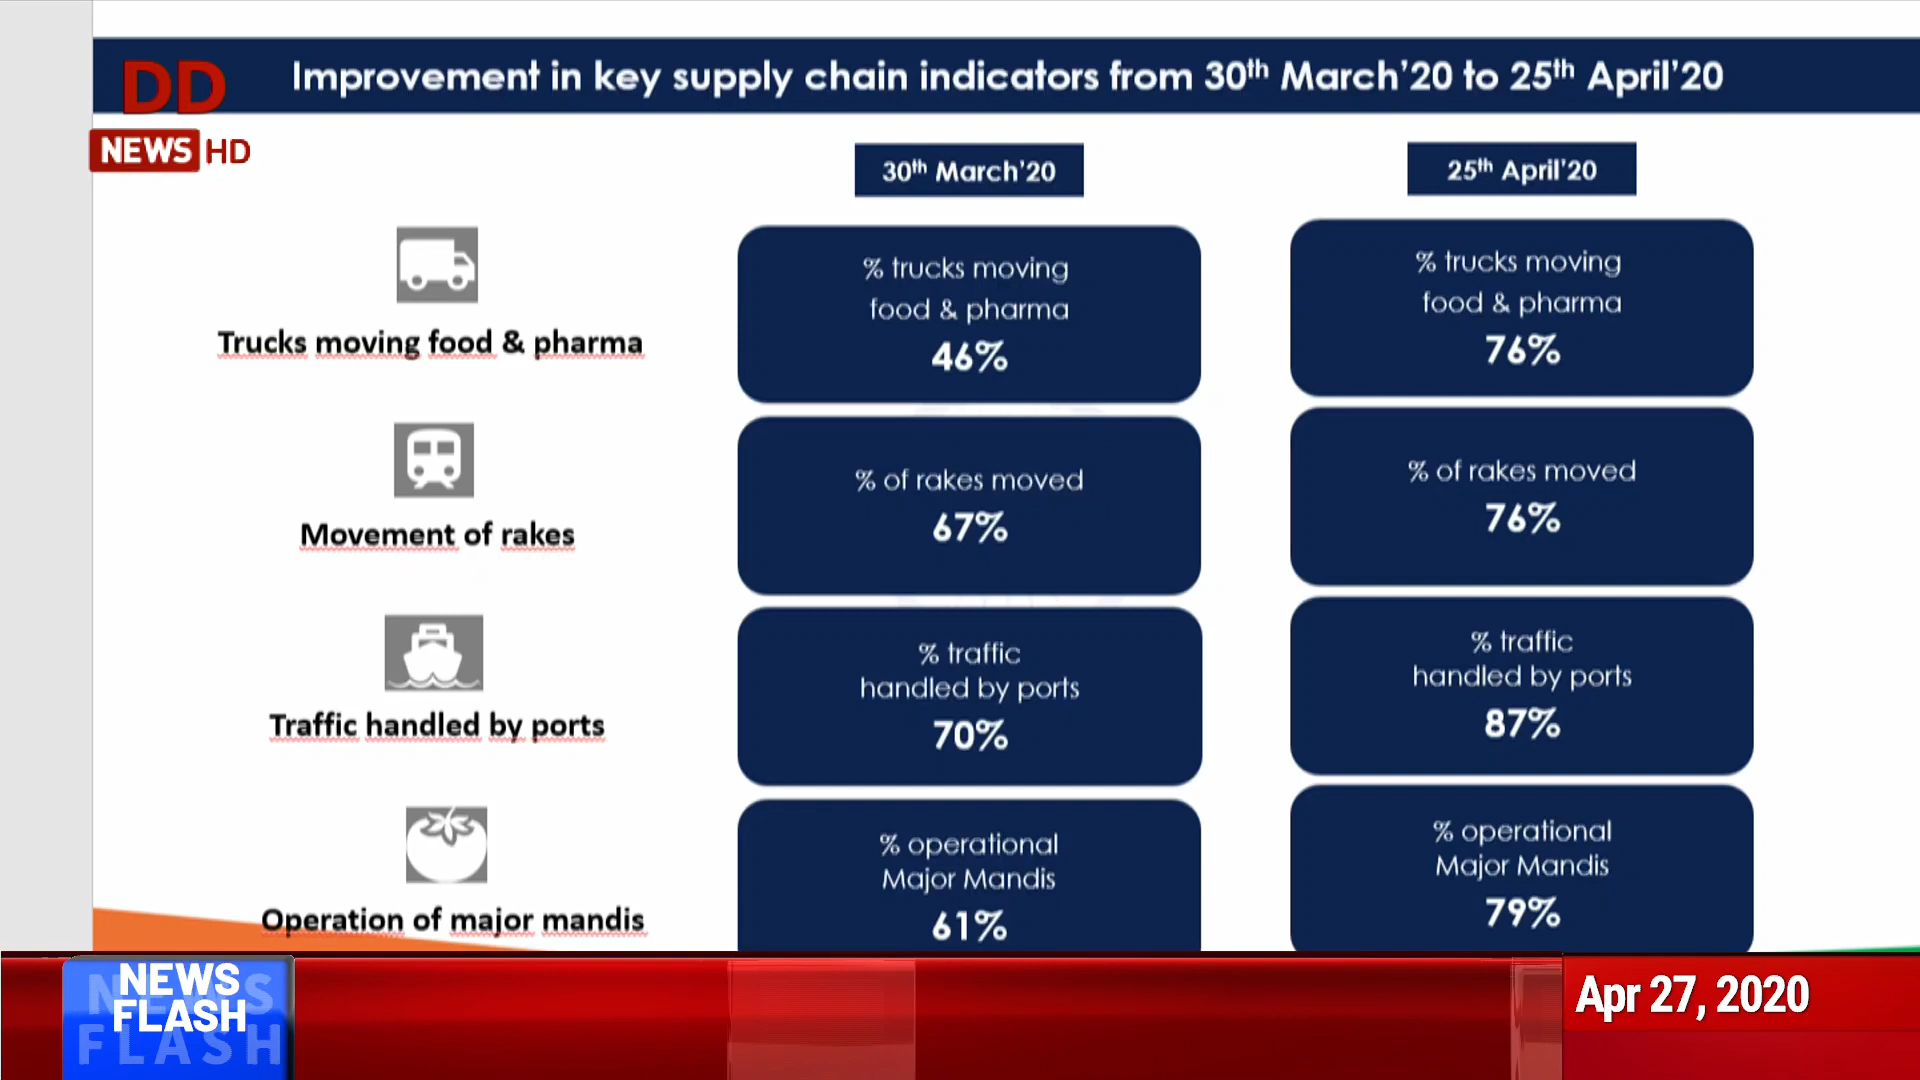 Improvement in key supply chain indicators from 30th March'20 to 25th April'20
DD
NEWS HD
30th March'20
25th April'20
Trucks moving food & pharma
% trucks moving
food & pharma
46%
% trucks moving
food & pharma
76%
Movement of rakes
% of rakes moved
67%
% of rakes moved
76%
Traffic handled by ports
% traffic
handled by ports
70%
% traffic
handled by ports
87%
Operation of major mandis
% operational
Major Mandis
61%
% operational
Major Mandis
79%
NEWS
FLASH
NEWS
FLASH
Apr 27, 2020